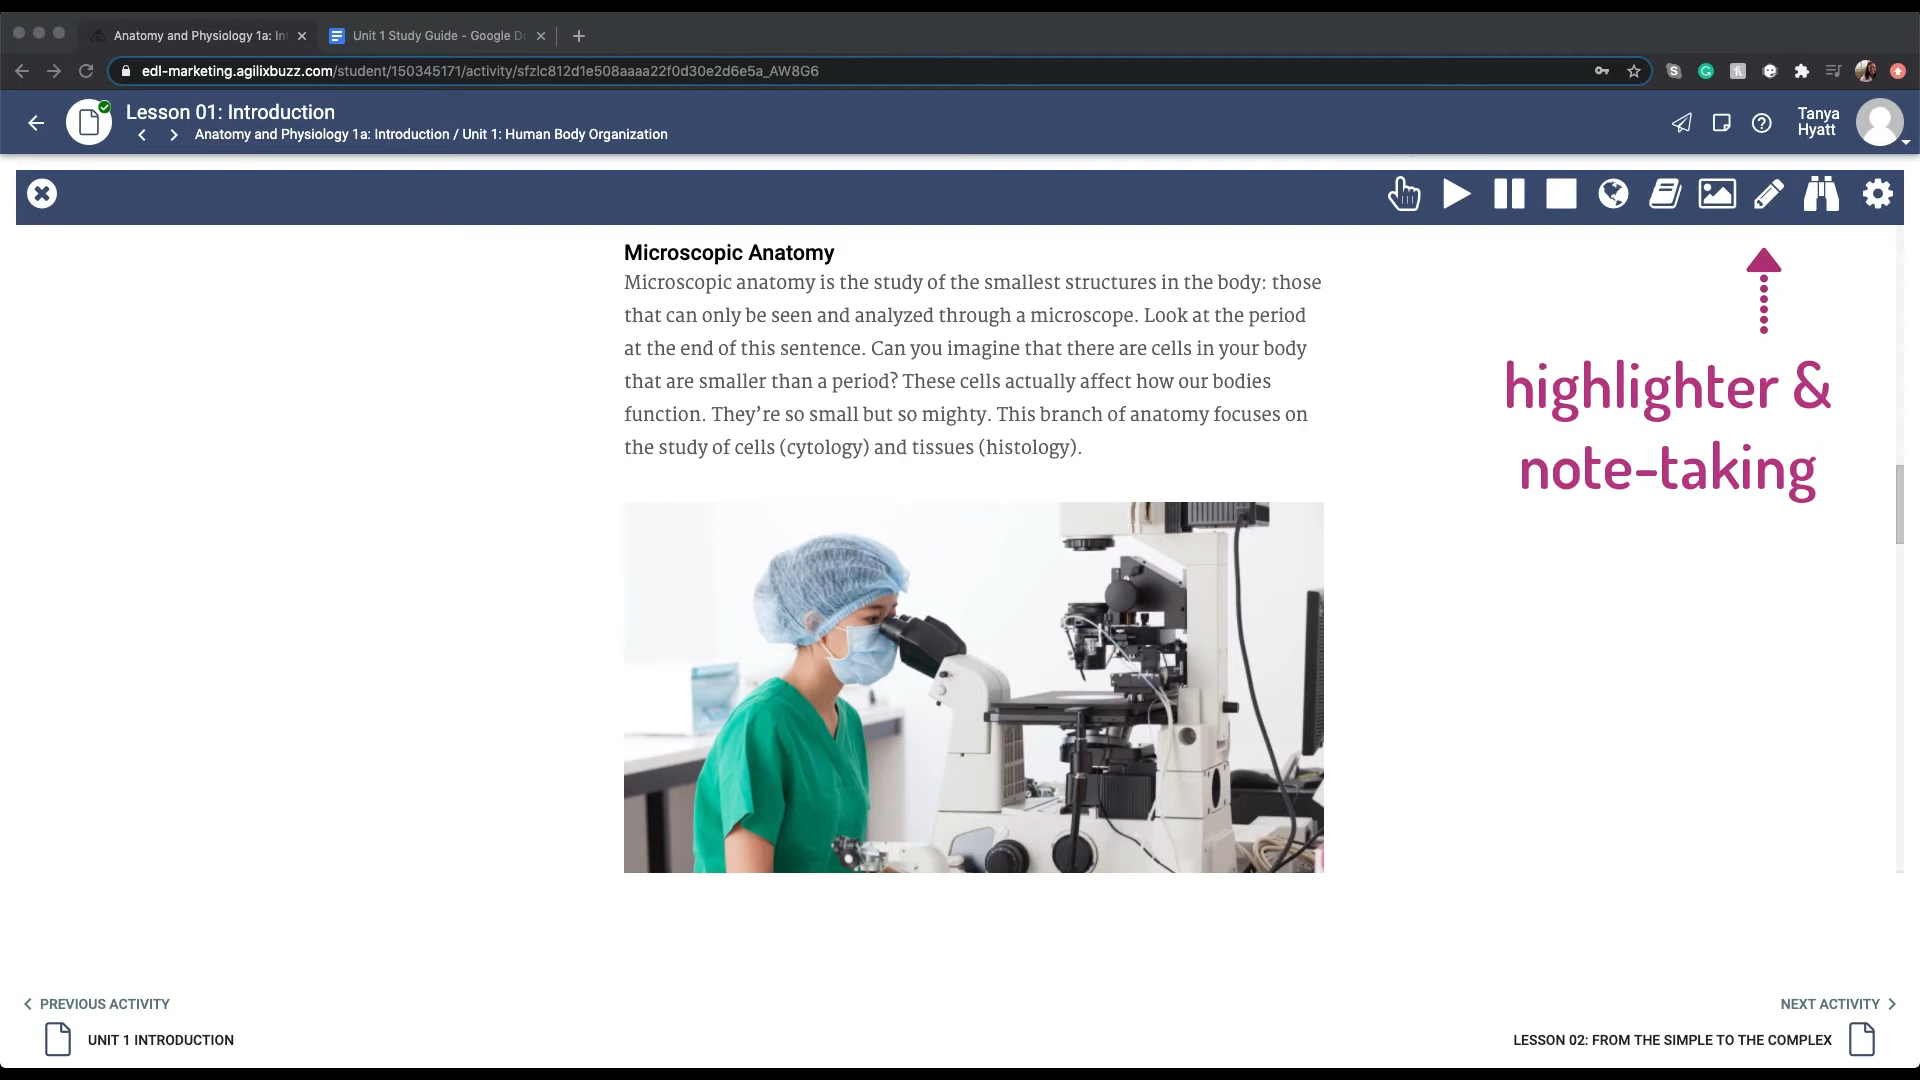 Anatomy and Physiology 1a: In
Unit 1 Study Guide - Google Do
edl-marketing.agilixbuzz.com/student/150345171/activity/sfzlc812d1e508aaaa22f0d30e2d6e5a_AW8G6
Lesson 01: Introduction
Anatomy and Physiology 1a: Introduction / Unit 1: Human Body Organization
Tanya
Hyatt
Microscopic Anatomy
Microscopic anatomy is the study of the smallest structures in the body: those
that can only be seen and analyzed through a microscope. Look at the period
at the end of this sentence. Can you imagine that there are cells in your body
that are smaller than a period? These cells actually affect how our bodies
function. They’re so small but so mighty. This branch of anatomy focuses on
the study of cells (cytology) and tissues (histology).
highlighter &
note-taking
PREVIOUS ACTIVITY
UNIT 1 INTRODUCTION
NEXT ACTIVITY
LESSON 02: FROM THE SIMPLE TO THE COMPLEX